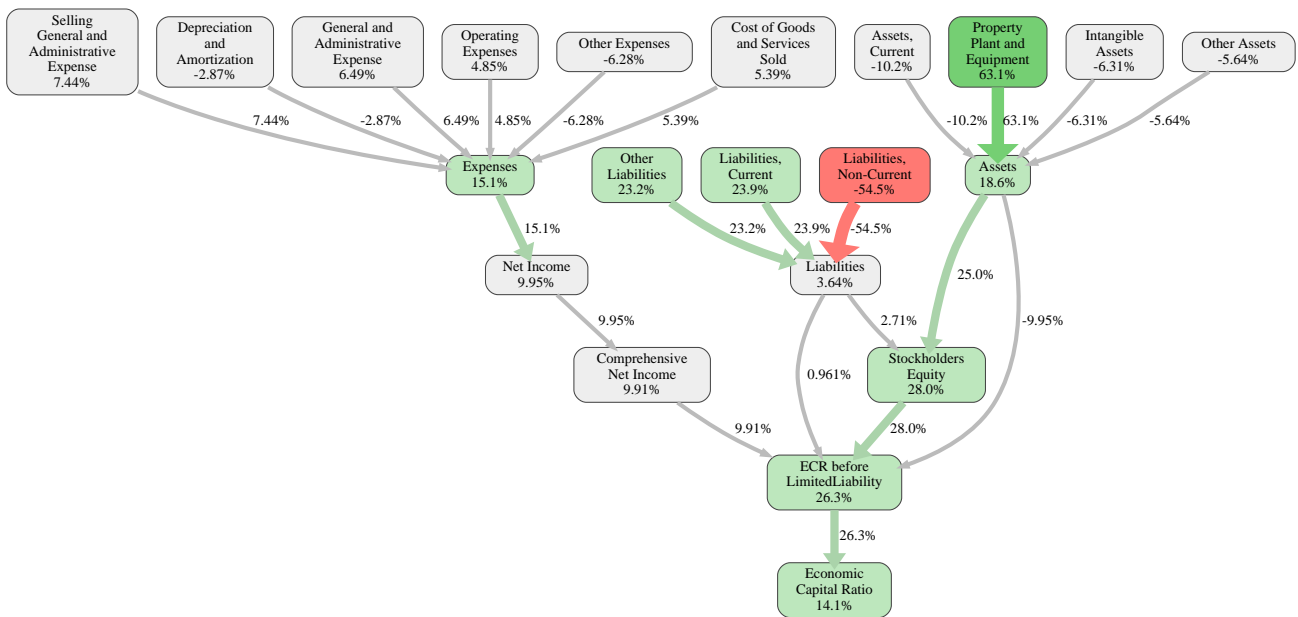 Selling
General and
Administrative
Expense
7.44%
Depreciation
and
Amortization
-2.87%
General and
Administrative
Expense
6.49%
Operating
Expenses
4.85%
Other Expenses
-6.28%
Cost of Goods
and Services
Sold
5.39%
Assets,
Current
-10.2%
Property
Plant and
Equipment
63.1%
Intangible
Assets
-6.31%
Other Assets
-5.64%
7.44%
-2.87%
6.49%
4.85%
-6.28%
5.39%
-10.2%
63.1%
-6.31%
-5.64%
Expenses
15.1%
Other
Liabilities
23.2%
Liabilities,
Current
23.9%
Liabilities,
Non-Current
-54.5%
Assets
18.6%
15.1%
23.2%
23.9%
-54.5%
25.0%
-9.95%
Net Income
9.95%
Liabilities
3.64%
9.95%
2.71%
0.961%
Comprehensive
Net Income
9.91%
Stockholders
Equity
28.0%
9.91%
28.0%
ECR before
LimitedLiability
26.3%
26.3%
Economic
Capital Ratio
14.1%